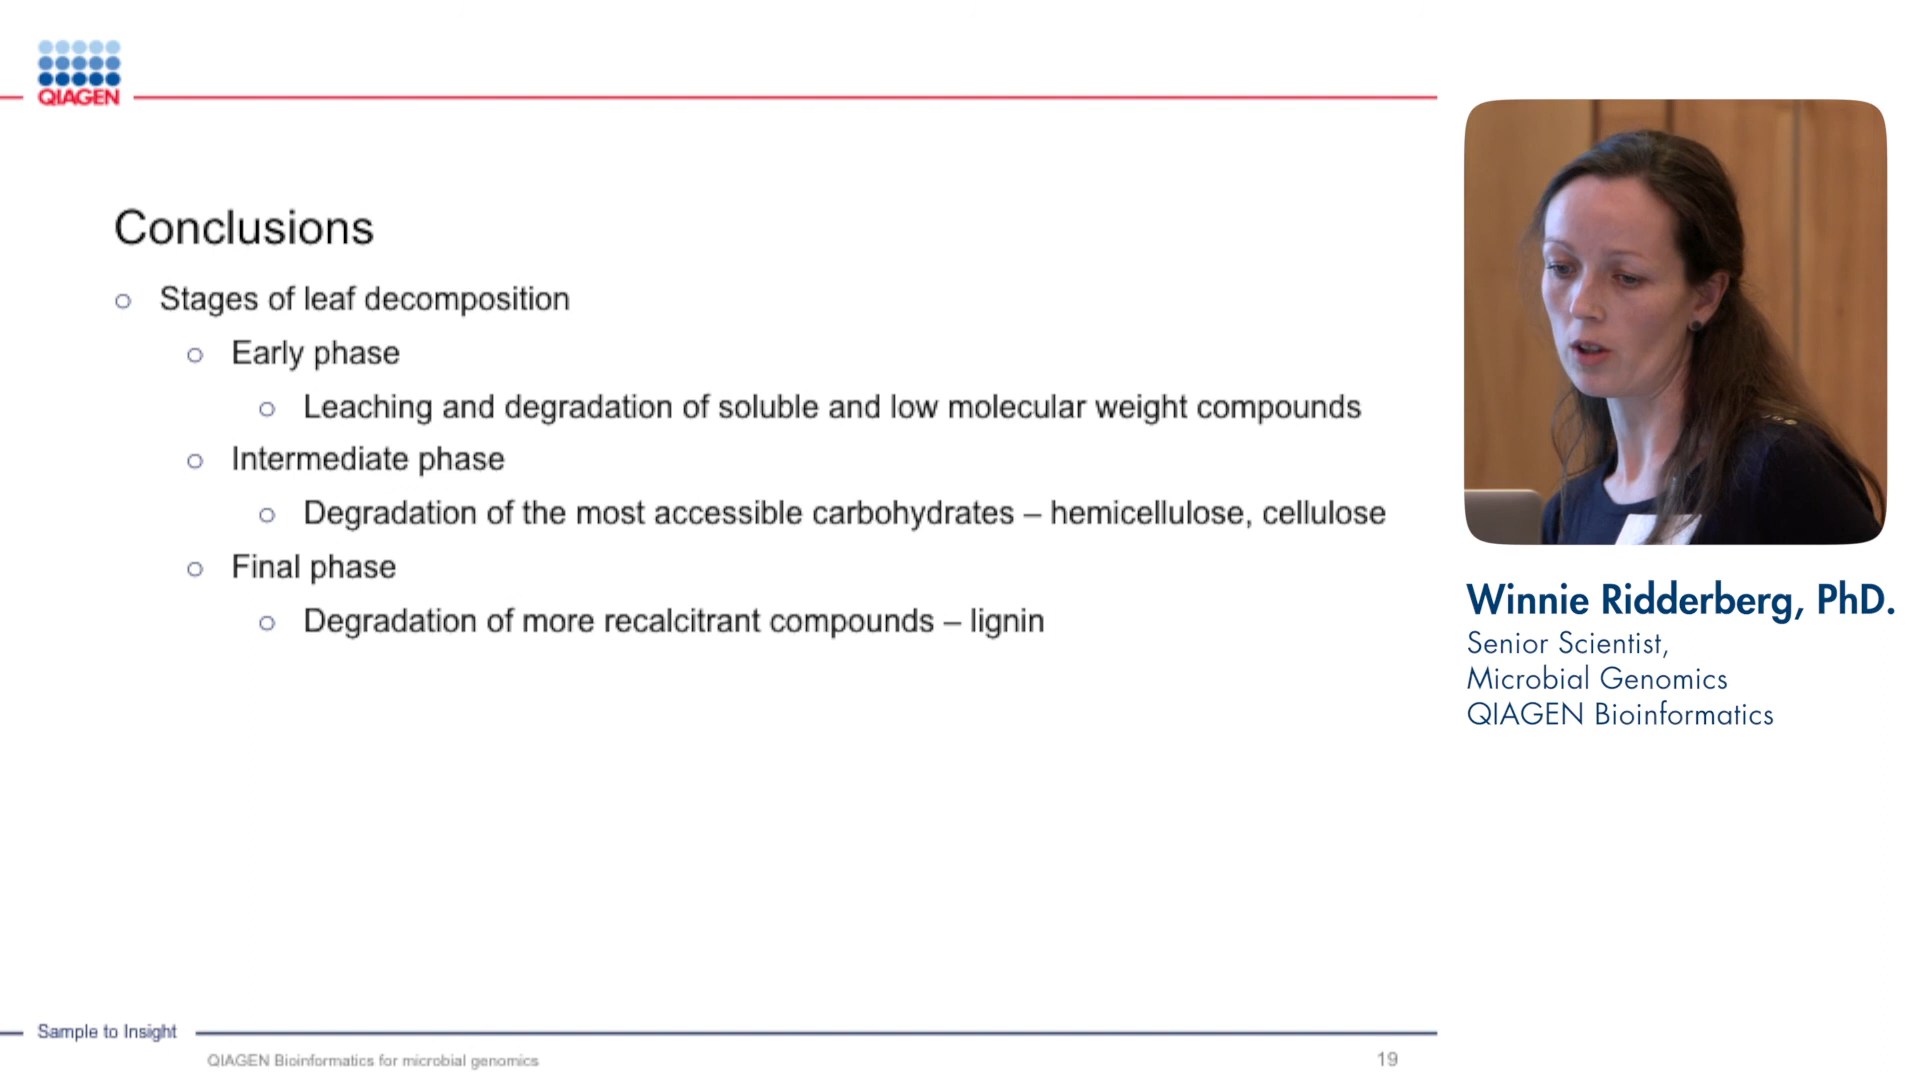 QIAGEN
Conclusions
Stages of leaf decomposition
Early phase
Leaching and degradation of soluble and low molecular weight compounds
Intermediate phase
Degradation of the most accessible carbohydrates – hemicellulose, cellulose
Final phase
Degradation of more recalcitrant compounds – lignin
Winnie Ridderberg, PhD.
Senior Scientist,
Microbial Genomics
QIAGEN Bioinformatics
Sample to Insight
QIAGEN Bioinformatics for microbial genomics
19